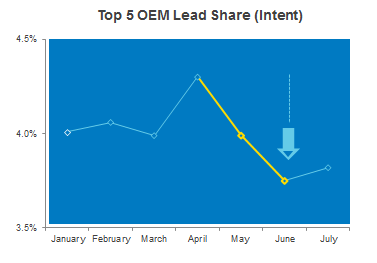 Top 5 OEM Lead Share (Intent)
4.5%
4.0%
3.5%
January February March April May June July